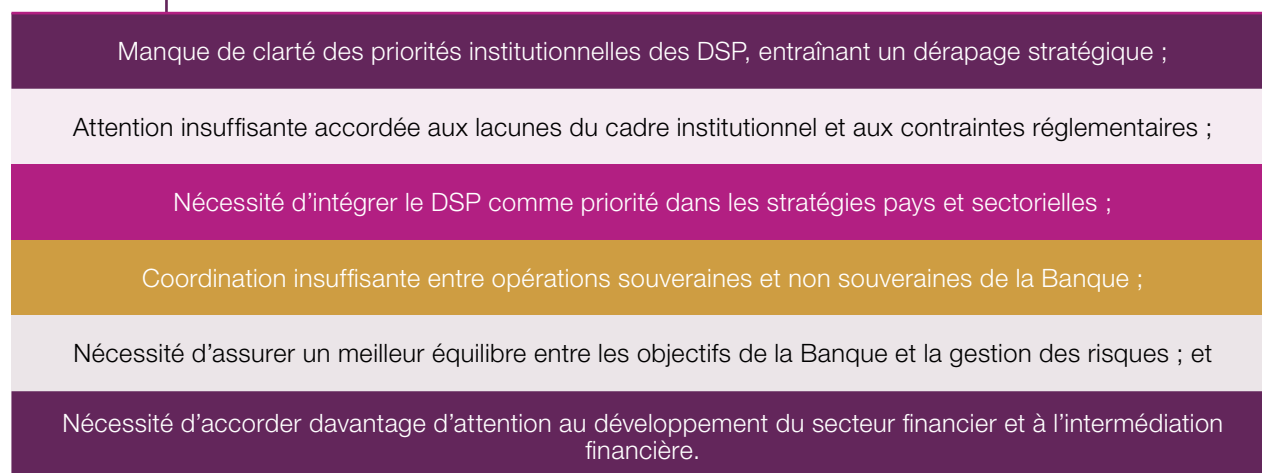 Manque de clarté des priorités institutionnelles des DSP, entraînant un dérapage stratégique ;
Attention insuffisante accordée aux lacunes du cadre institutionnel et aux contraintes réglementaires ;
Nécessité d’intégrer le DSP comme priorité dans les stratégies pays et sectorielles ;
Coordination insuffisante entre opérations souveraines et non souveraines de la Banque ;
Nécessité d’assurer un meilleur équilibre entre les objectifs de la Banque et la gestion des risques ; et
Nécessité d’accorder davantage d’attention au développement du secteur financier et à l’intermédiation
financière.